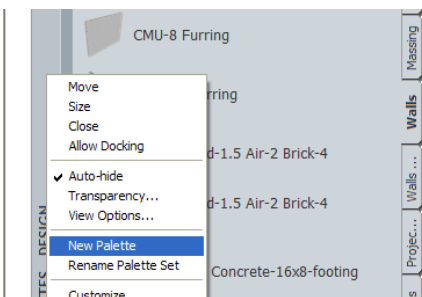 CMU-8 Furring
rring
d-1.5 Air-2 Brick-4
d-1.5 Air-2 Brick-4
Concrete-16x8-footing
Move
Size
Close
Allow Docking
Auto-hide
Transparency...
View Options...
New Palette
Rename Palette Set
Customize
Massing
Walls
Walls ...
Projec...
DESIGN